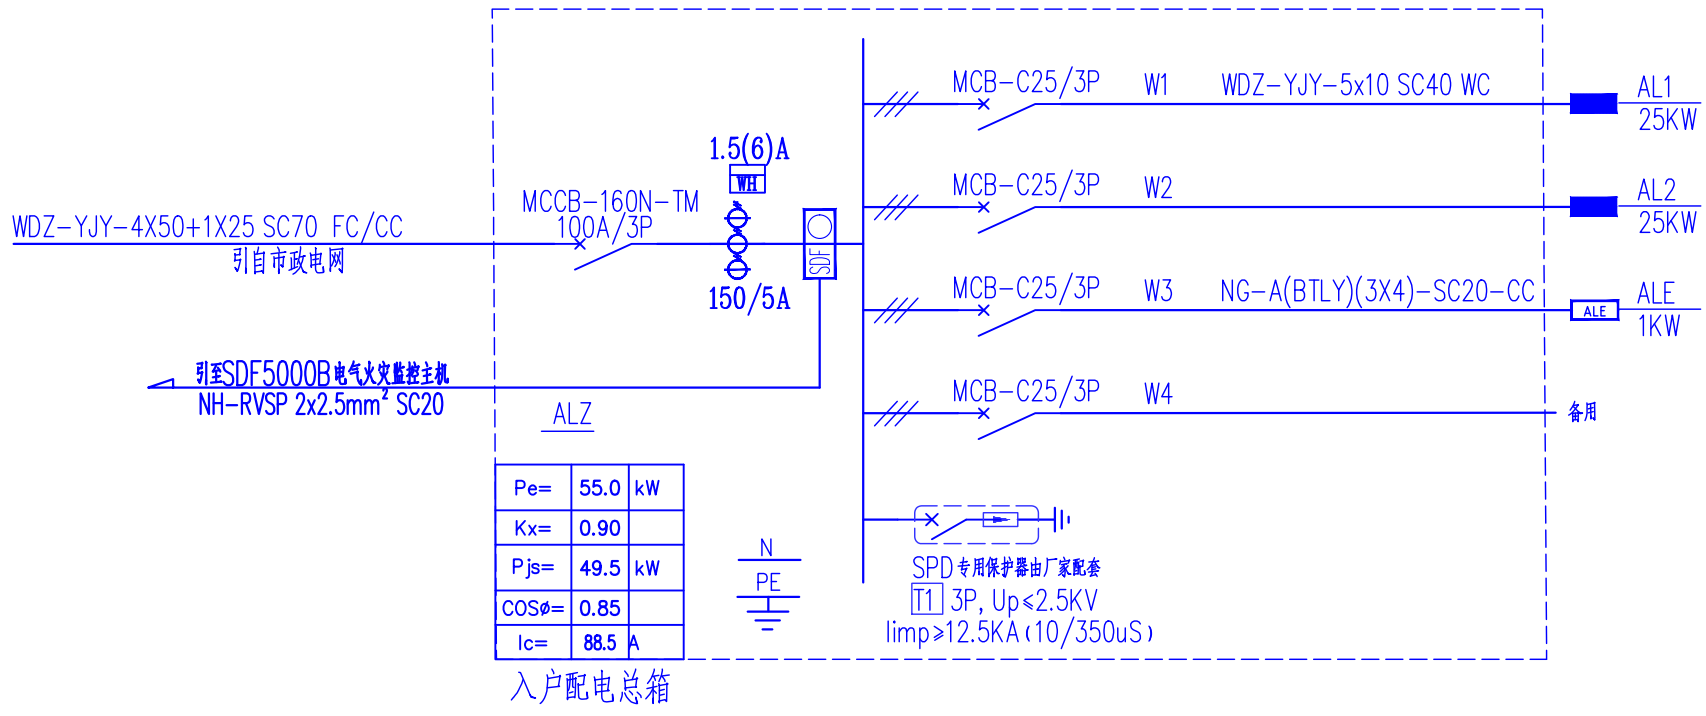 WDZ-YJY-4X50+1X25 SC70 FC/CC
引自市政电网
MCCB-160N-TM
100A/3P
1.5(6)A
WH
150/5A
SDF
引至SDF5000B电气火灾监控主机
NH-RVSP 2x2.5mm² SC20
ALZ
MCB-C25/3P W1 WDZ-YJY-5x10 SC40 WC AL1
25KW
MCB-C25/3P W2 AL2
25KW
MCB-C25/3P W3 NG-A(BTLY)(3X4)-SC20-CC ALE ALE
1KW
MCB-C25/3P W4 备用
Pe= 55.0 kW
Kx= 0.90
Pjs= 49.5 kW
COSø= 0.85
Ic= 88.5 A
N
PE
SPD专用保护器由厂家配套
T1 3P, Up≤2.5KV
Iimp≥12.5KA(10/350uS)
入户配电总箱